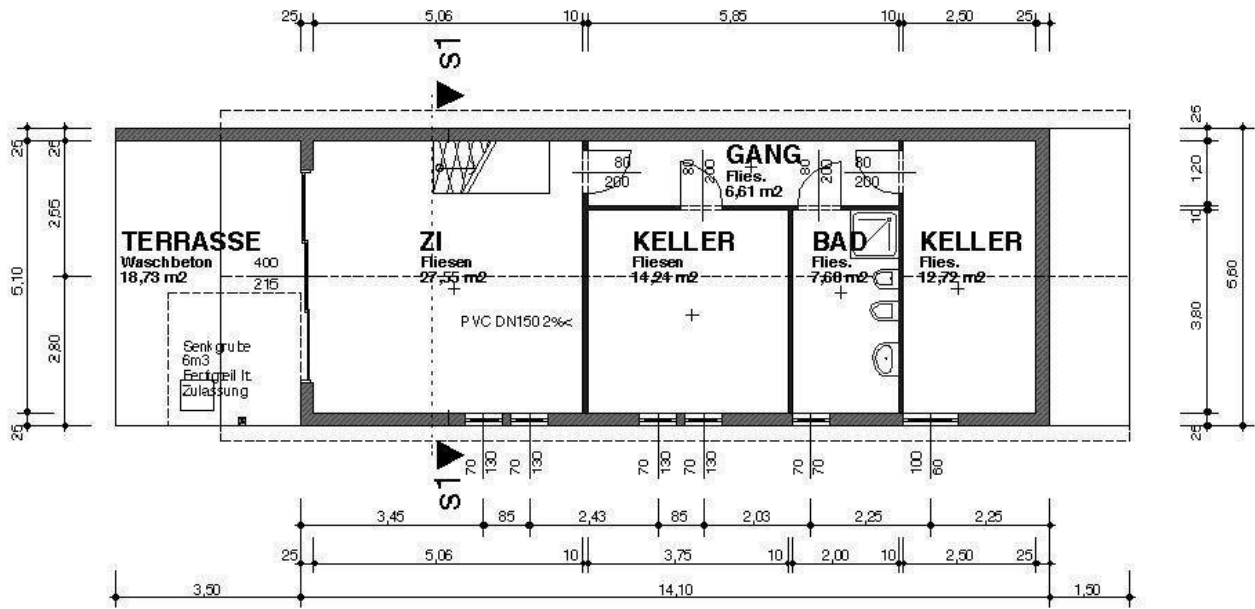 25 5,06 10 5,85 10 2,50 25
S1
25
25
26
1,20
80
200
80
200
GANG
Flies.
6,61 m2
80
200
80
200
2,55
10
TERRASSE
Waschbeton
18,73 m2
400
215
ZI
Fliesen
27,55 m2
KELLER
Fliesen
14,24 m2
BAD
Flies.
7,60 m2
KELLER
Flies.
12,72 m2
5,10
5,60
3,80
2,80
PVC DN150 2%<
Senkgrube
6m3
Fertigteil lt.
Zulassung
25
25
S1
70
130
70
130
70
130
70
130
70
70
100
60
3,45 85 2,43 85 2,03 2,25 2,25
25 5,06 10 3,75 10 2,00 10 2,50 25
3,50 14,10 1,50